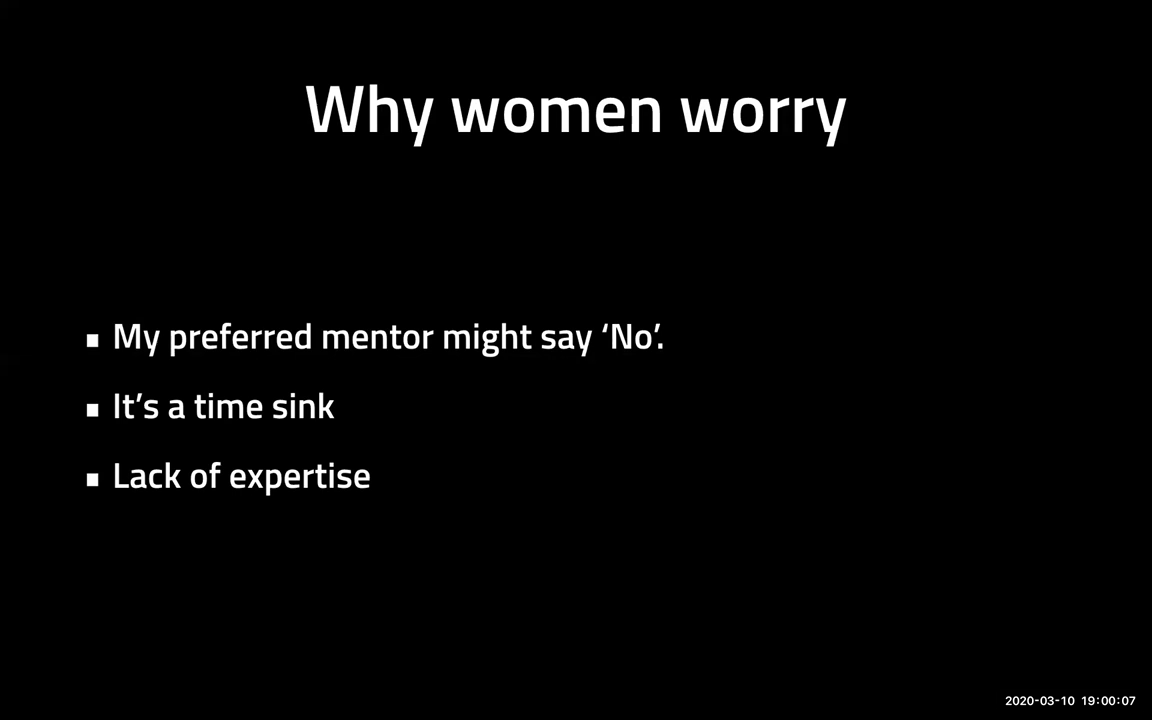 Why women worry
▪ My preferred mentor might say ‘No’.
▪ It’s a time sink
▪ Lack of expertise
2020-03-10 19:00:07